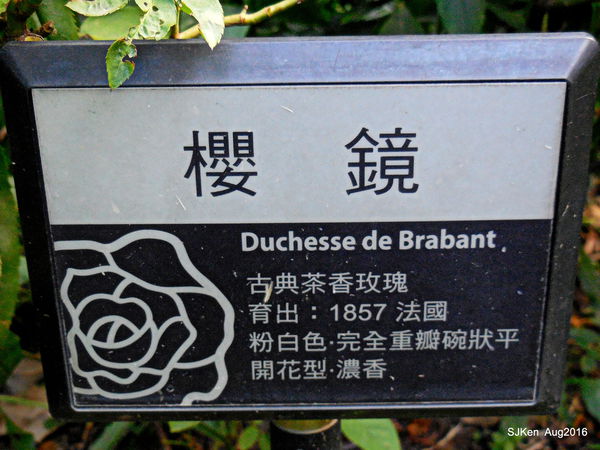 櫻 鏡
Duchesse de Brabant
古典茶香玫瑰
育出：1857 法國
粉白色·完全重瓣碗狀平
開花型·濃香
SJKen Aug2016